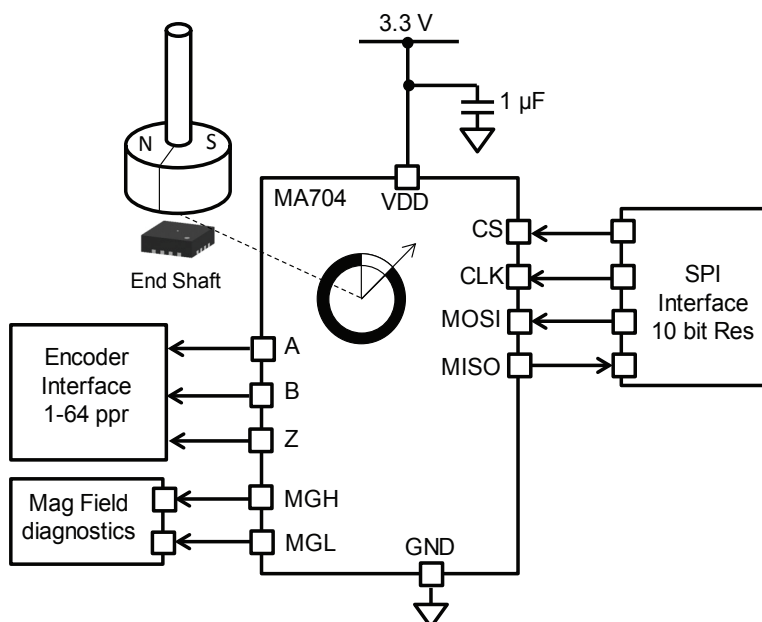 3.3 V
1 µF
N S
MA704
VDD
End Shaft
CS
CLK
MOSI
MISO
SPI
Interface
10 bit Res
Encoder
Interface
1-64 ppr
A
B
Z
Mag Field
diagnostics
MGH
MGL
GND